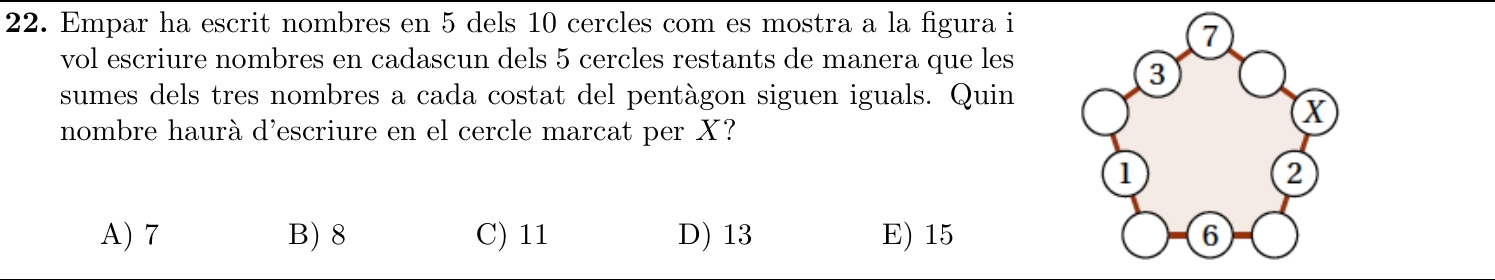 22. Empar ha escrit nombres en 5 dels 10 cercles com es mostra a la figura i
vol escriure nombres en cadascun dels 5 cercles restants de manera que les
sumes dels tres nombres a cada costat del pentàgon siguen iguals. Quin
nombre haurà d'escriure en el cercle marcat per X?
A) 7 B) 8 C) 11 D) 13 E) 15
7
3
X
1
2
6